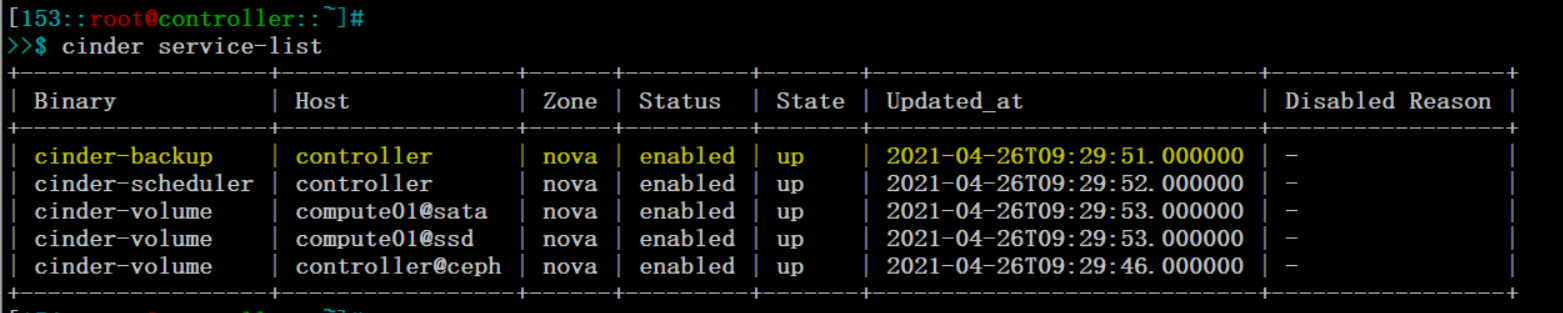 [153::root@controller::~]#
>>$ cinder service-list
+------------------+----------------+------+---------+-------+----------------------------+-----------------+
| Binary           | Host           | Zone | Status  | State | Updated_at                 | Disabled Reason |
+------------------+----------------+------+---------+-------+----------------------------+-----------------+
| cinder-backup    | controller     | nova | enabled | up    | 2021-04-26T09:29:51.000000 | -               |
| cinder-scheduler | controller     | nova | enabled | up    | 2021-04-26T09:29:52.000000 | -               |
| cinder-volume    | compute01@sata | nova | enabled | up    | 2021-04-26T09:29:53.000000 | -               |
| cinder-volume    | compute01@ssd  | nova | enabled | up    | 2021-04-26T09:29:53.000000 | -               |
| cinder-volume    | controller@ceph | nova | enabled | up    | 2021-04-26T09:29:46.000000 | -               |
+------------------+----------------+------+---------+-------+----------------------------+-----------------+